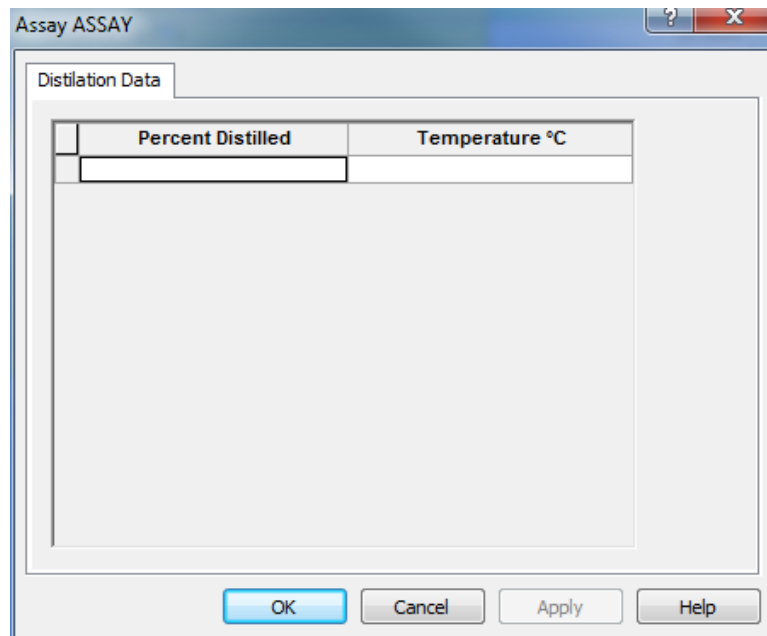 Assay ASSAY
Distilation Data
Percent Distilled Temperature °C
OK Cancel Apply Help